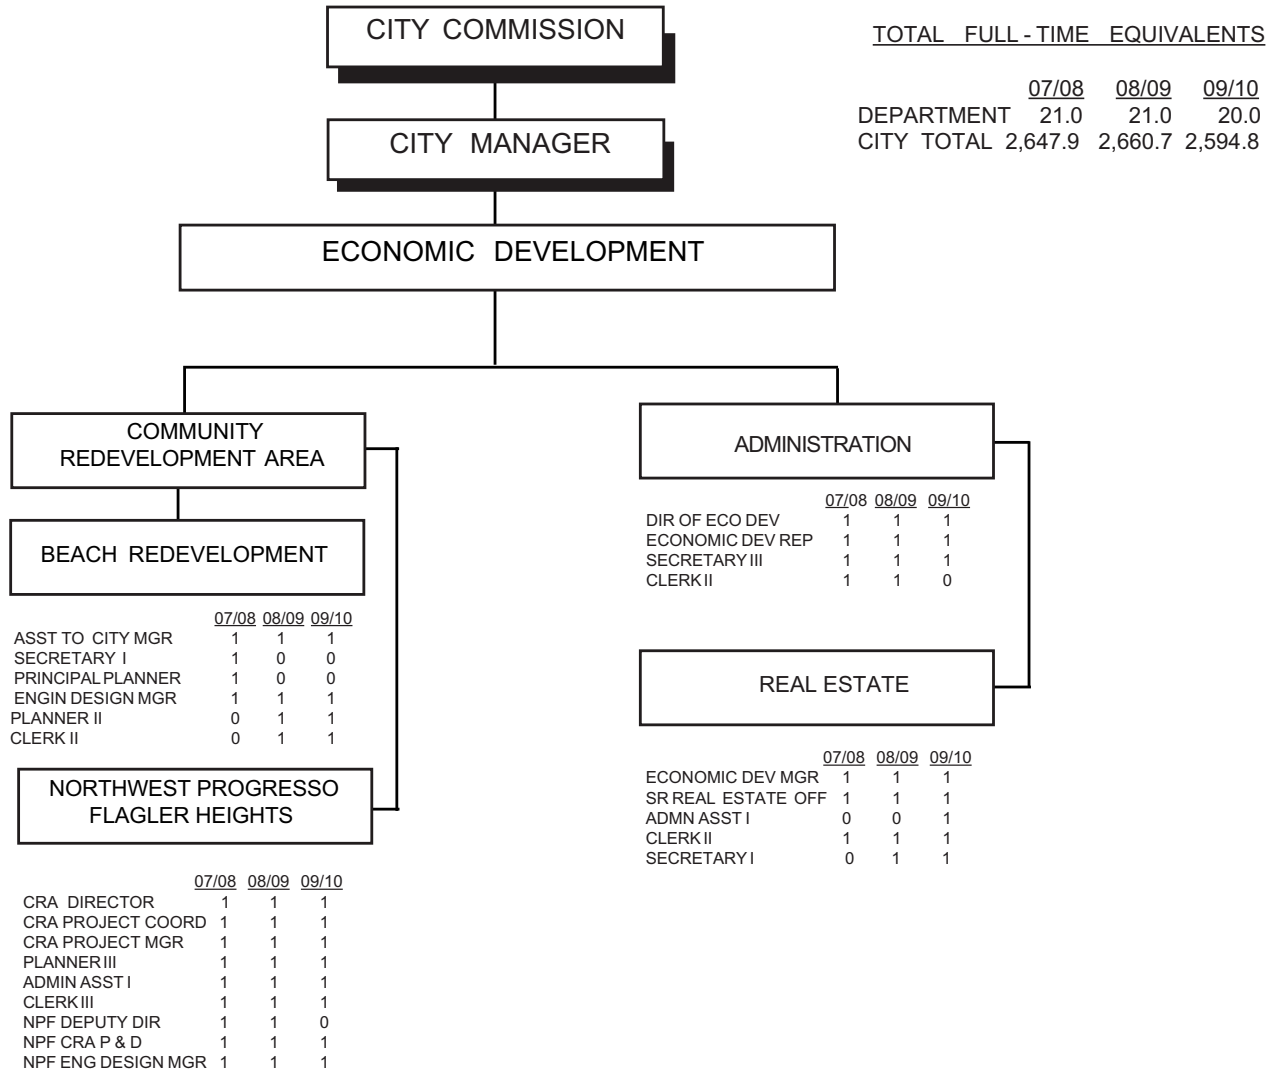 CITY COMMISSION
TOTAL FULL - TIME EQUIVALENTS
07/08 08/09 09/10
DEPARTMENT 21.0 21.0 20.0
CITY TOTAL 2,647.9 2,660.7 2,594.8
CITY MANAGER
ECONOMIC DEVELOPMENT
COMMUNITY
REDEVELOPMENT AREA
BEACH REDEVELOPMENT
07/08 08/09 09/10
ASST TO CITY MGR 1 1 1
SECRETARY I 1 0 0
PRINCIPAL PLANNER 1 0 0
ENGIN DESIGN MGR 1 1 1
PLANNER II 0 1 1
CLERK II 0 1 1
NORTHWEST PROGRESSO
FLAGLER HEIGHTS
07/08 08/09 09/10
CRA DIRECTOR 1 1 1
CRA PROJECT COORD 1 1 1
CRA PROJECT MGR 1 1 1
PLANNER III 1 1 1
ADMIN ASST I 1 1 1
CLERK III 1 1 1
NPF DEPUTY DIR 1 1 0
NPF CRA P & D 1 1 1
NPF ENG DESIGN MGR 1 1 1
ADMINISTRATION
07/08 08/09 09/10
DIR OF ECO DEV 1 1 1
ECONOMIC DEV REP 1 1 1
SECRETARY III 1 1 1
CLERK II 1 1 0
REAL ESTATE
07/08 08/09 09/10
ECONOMIC DEV MGR 1 1 1
SR REAL ESTATE OFF 1 1 1
ADMN ASST I 0 0 1
CLERK II 1 1 1
SECRETARY I 0 1 1